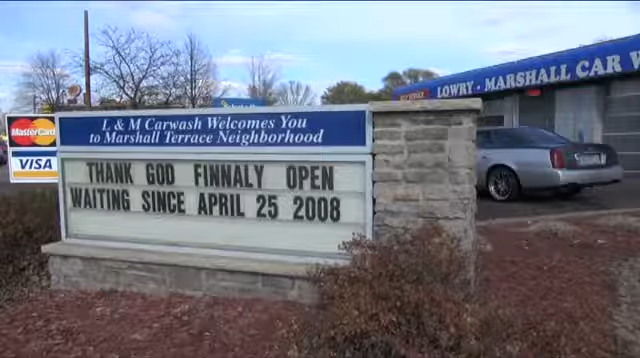 LOWRY - MARSHALL CAR W
MasterCard
VISA
L & M Carwash Welcomes You
to Marshall Terrace Neighborhood
THANK GOD FINNALY OPEN
WAITING SINCE APRIL 25 2008